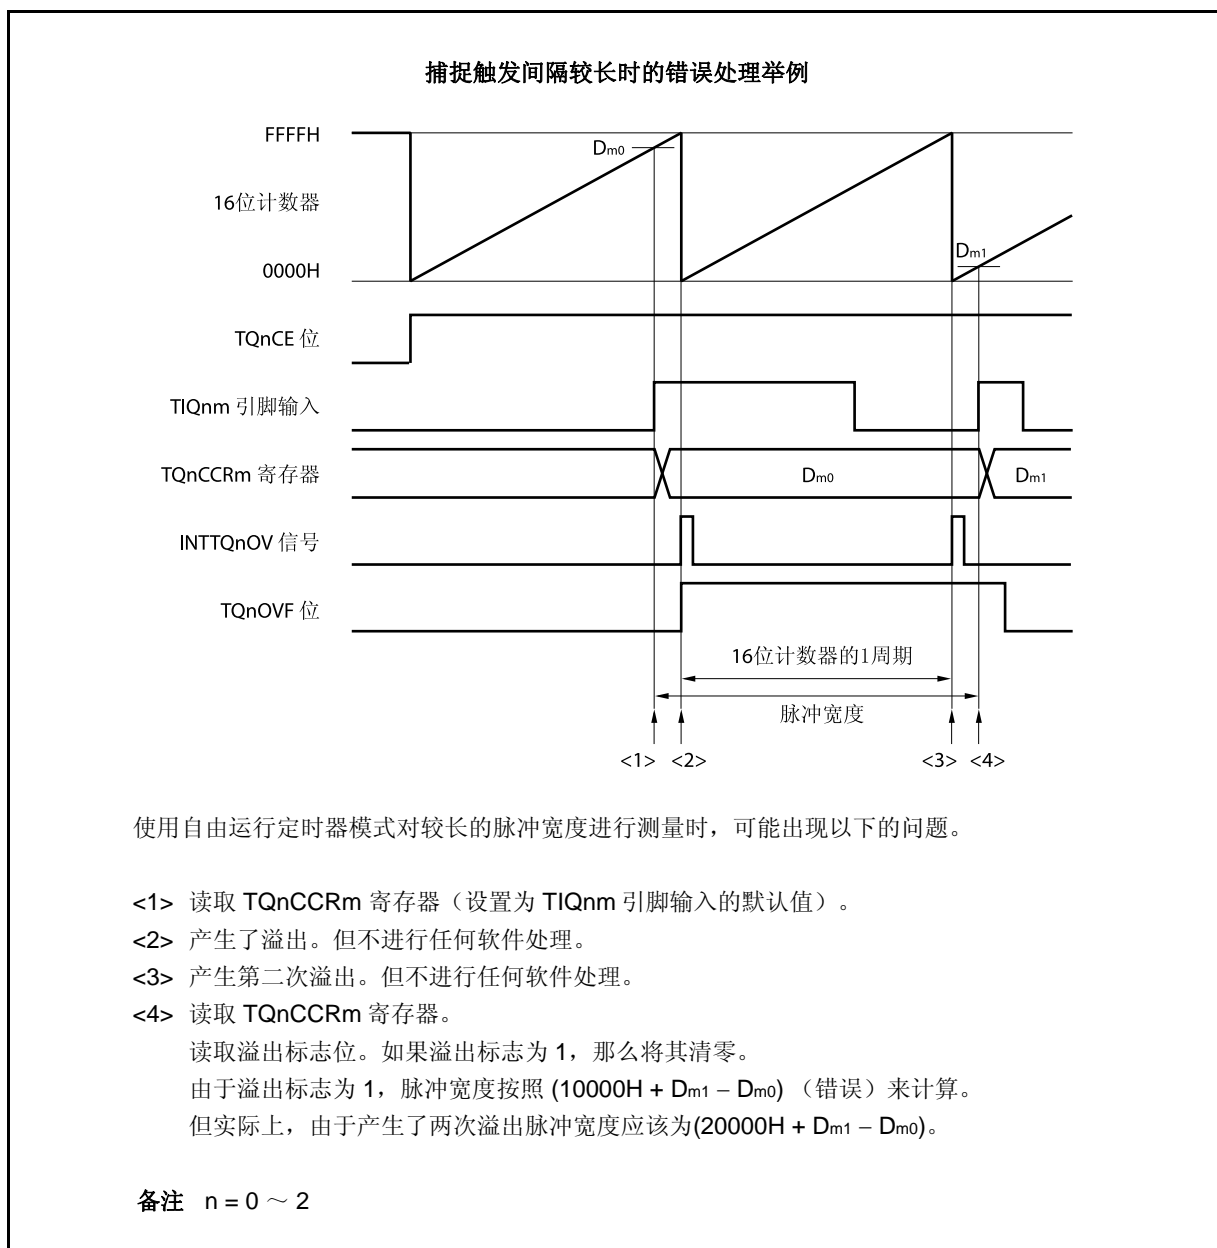 捕捉触发间隔较长时的错误处理举例
FFFFH
16位计数器
0000H
Dm0
Dm1
TQnCE 位
TIQnm 引脚输入
TQnCCRm 寄存器
Dm0
Dm1
INTTQnOV 信号
TQnOVF 位
16位计数器的1周期
脉冲宽度
<1> <2> <3> <4>
使用自由运行定时器模式对较长的脉冲宽度进行测量时，可能出现以下的问题。
<1> 读取 TQnCCRm 寄存器（设置为 TIQnm 引脚输入的默认值）。
<2> 产生了溢出。但不进行任何软件处理。
<3> 产生第二次溢出。但不进行任何软件处理。
<4> 读取 TQnCCRm 寄存器。
读取溢出标志位。如果溢出标志为 1，那么将其清零。
由于溢出标志为 1，脉冲宽度按照 (10000H + Dm1 – Dm0) （错误）来计算。
但实际上，由于产生了两次溢出脉冲宽度应该为(20000H + Dm1 – Dm0)。
备注 n = 0 ～ 2